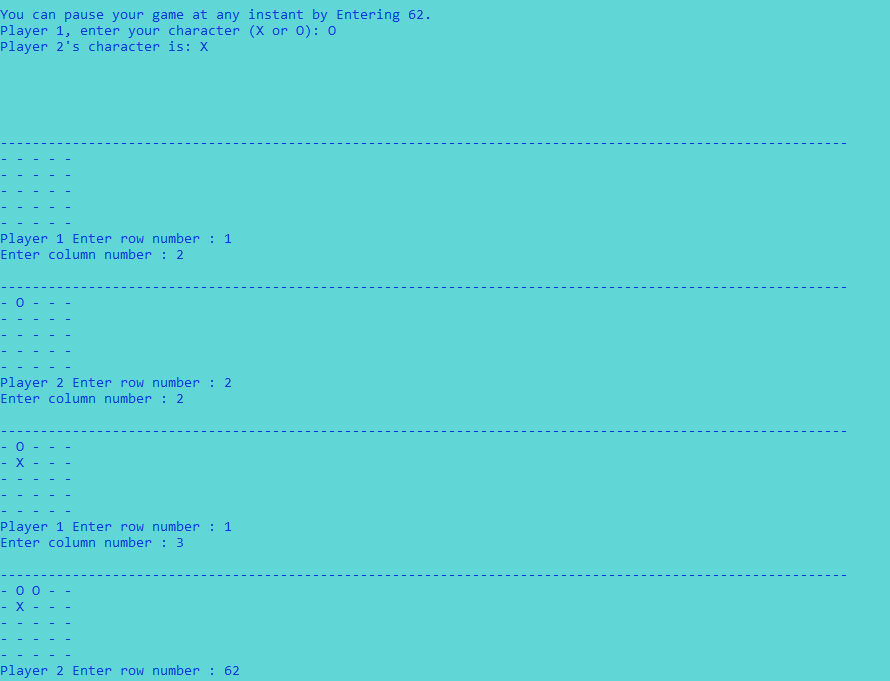 You can pause your game at any instant by Entering 62.
Player 1, enter your character (X or O): O
Player 2's character is: X
----------------------------------------------------------------------------------------------------------
- - - - -
- - - - -
- - - - -
- - - - -
- - - - -
Player 1 Enter row number : 1
Enter column number : 2
----------------------------------------------------------------------------------------------------------
- O - - -
- - - - -
- - - - -
- - - - -
- - - - -
Player 2 Enter row number : 2
Enter column number : 2
----------------------------------------------------------------------------------------------------------
- O - - -
- X - - -
- - - - -
- - - - -
- - - - -
Player 1 Enter row number : 1
Enter column number : 3
----------------------------------------------------------------------------------------------------------
- O O - -
- X - - -
- - - - -
- - - - -
- - - - -
Player 2 Enter row number : 62